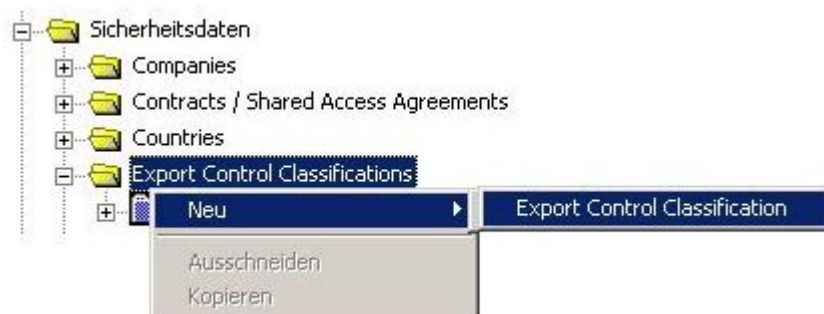 Sicherheitsdaten
Companies
Contracts / Shared Access Agreements
Countries
Export Control Classifications
Neu
Export Control Classification
Ausschneiden
Kopieren